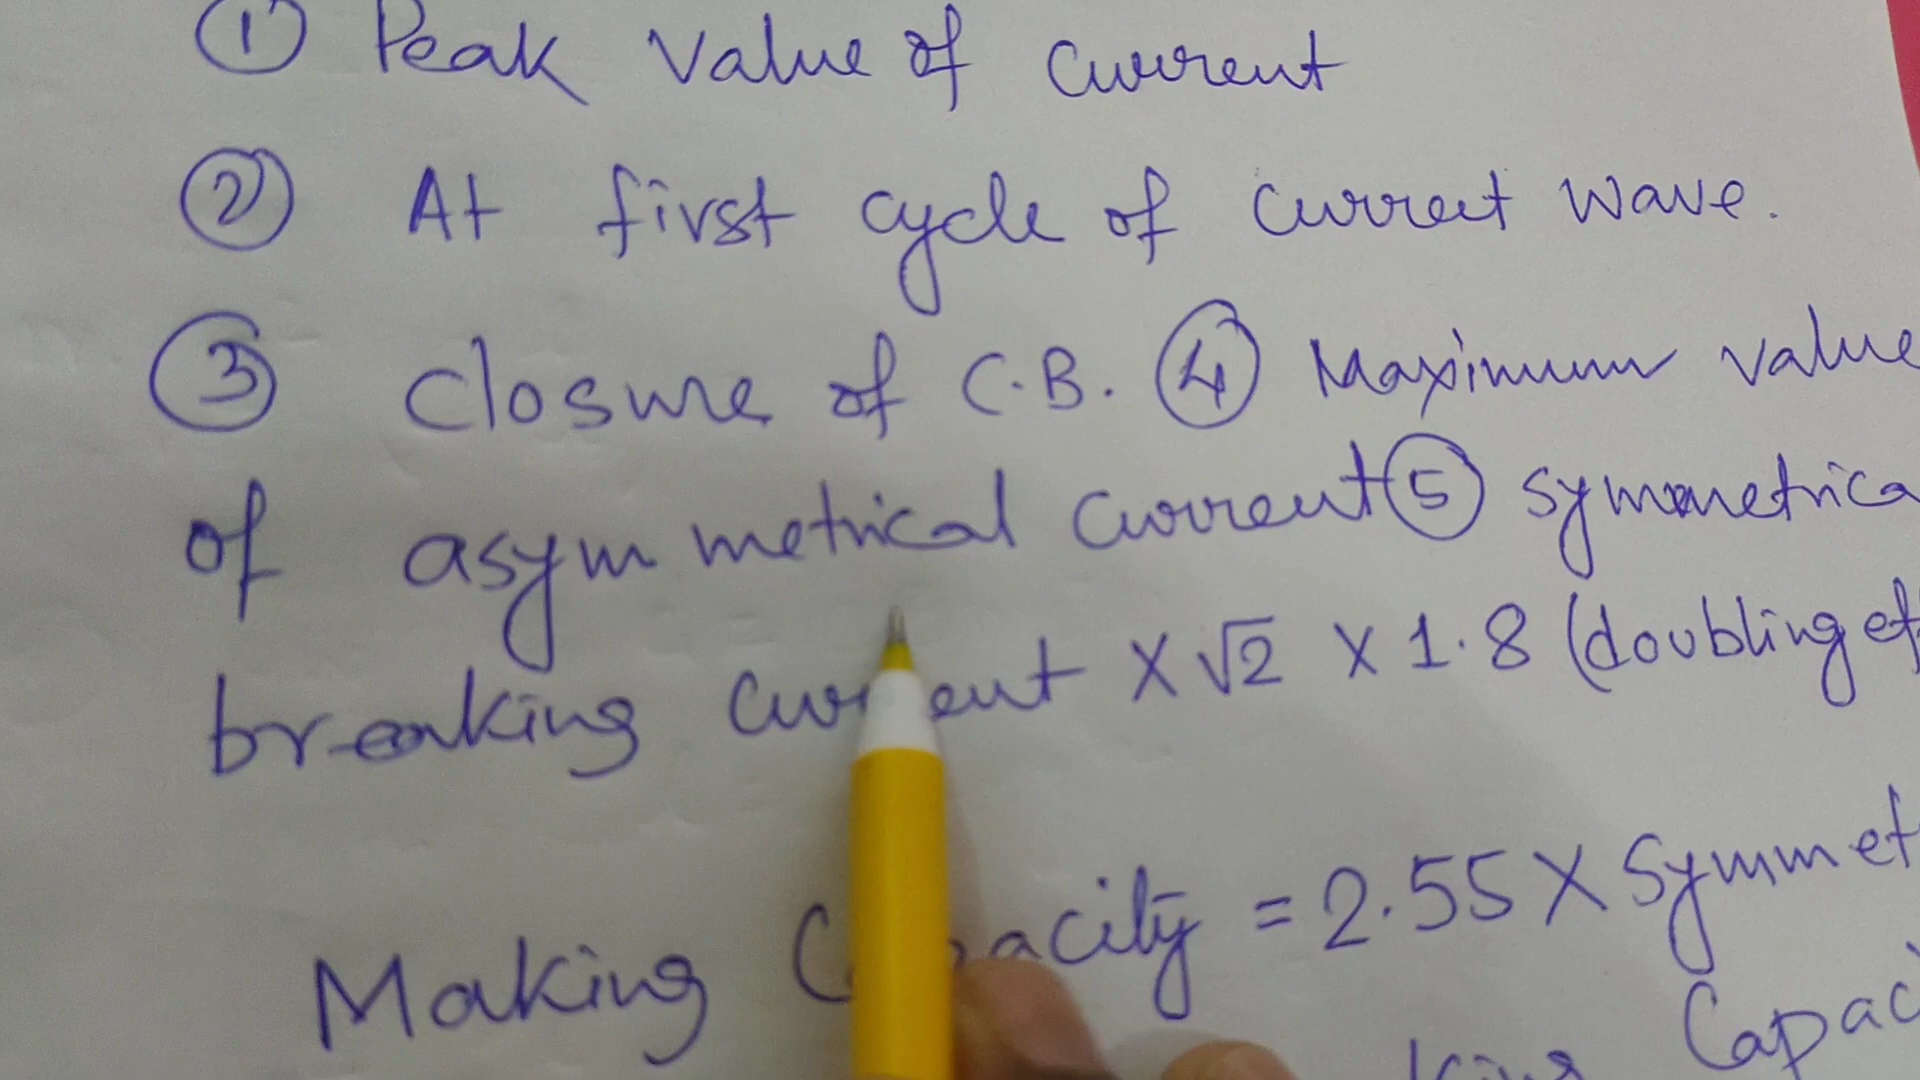 ① Peak Value of Current
② At first cycle of Current wave.
③ Closure of C.B. ④ Maximum value
of asymmetrical Current ⑤ Symmetrica
breaking Current X √2 X 1.8 (doubling ef
Making Capacity = 2.55 X Symmet
king Capac